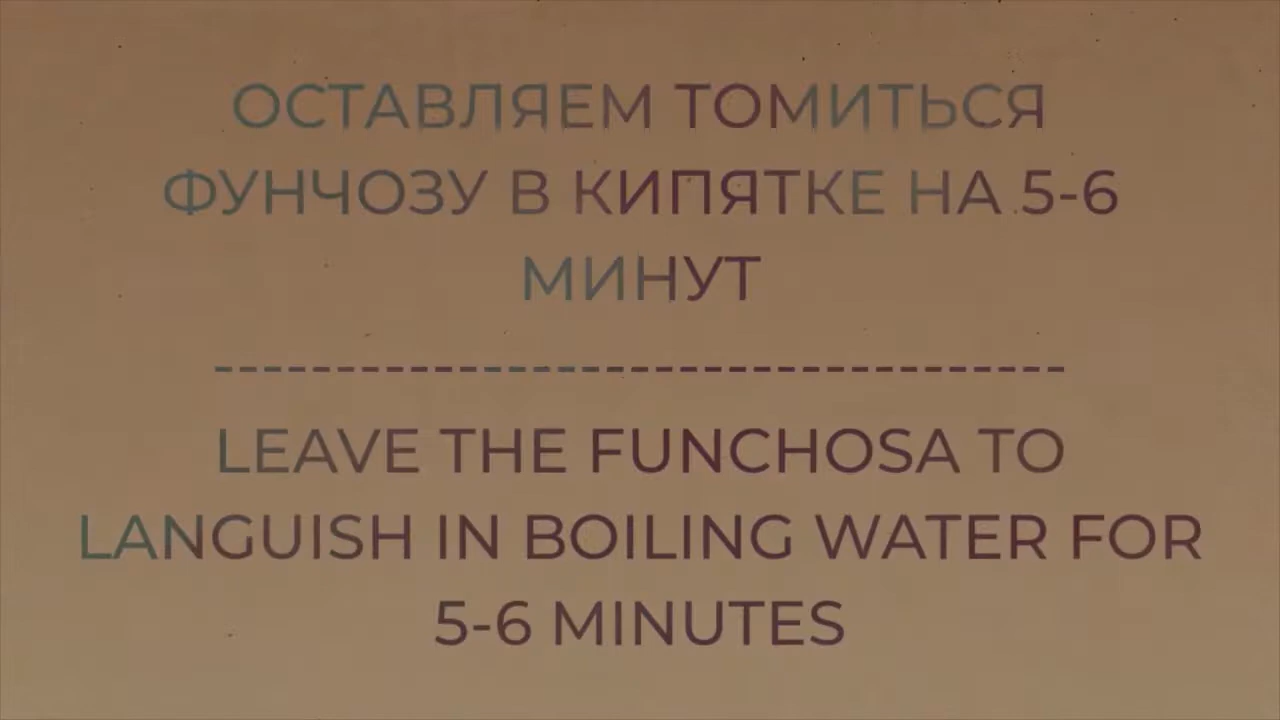 ОСТАВЛЯЕМ ТОМИТЬСЯ
ФУНЧОЗУ В КИПЯТКЕ НА 5-6
МИНУТ
-----------------------------------
LEAVE THE FUNCHOSA TO
LANGUISH IN BOILING WATER FOR
5-6 MINUTES